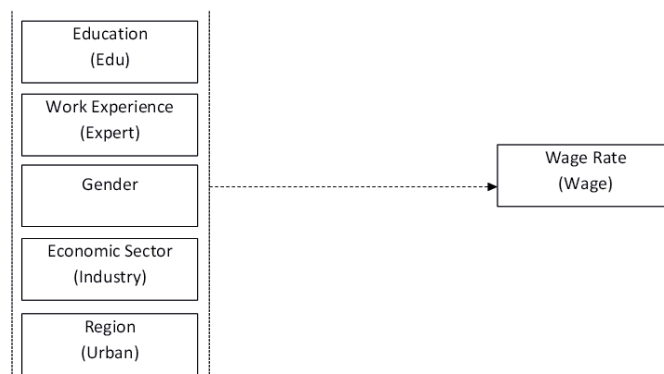 Education
(Edu)
Work Experience
(Expert)
Gender
Economic Sector
(Industry)
Region
(Urban)
Wage Rate
(Wage)